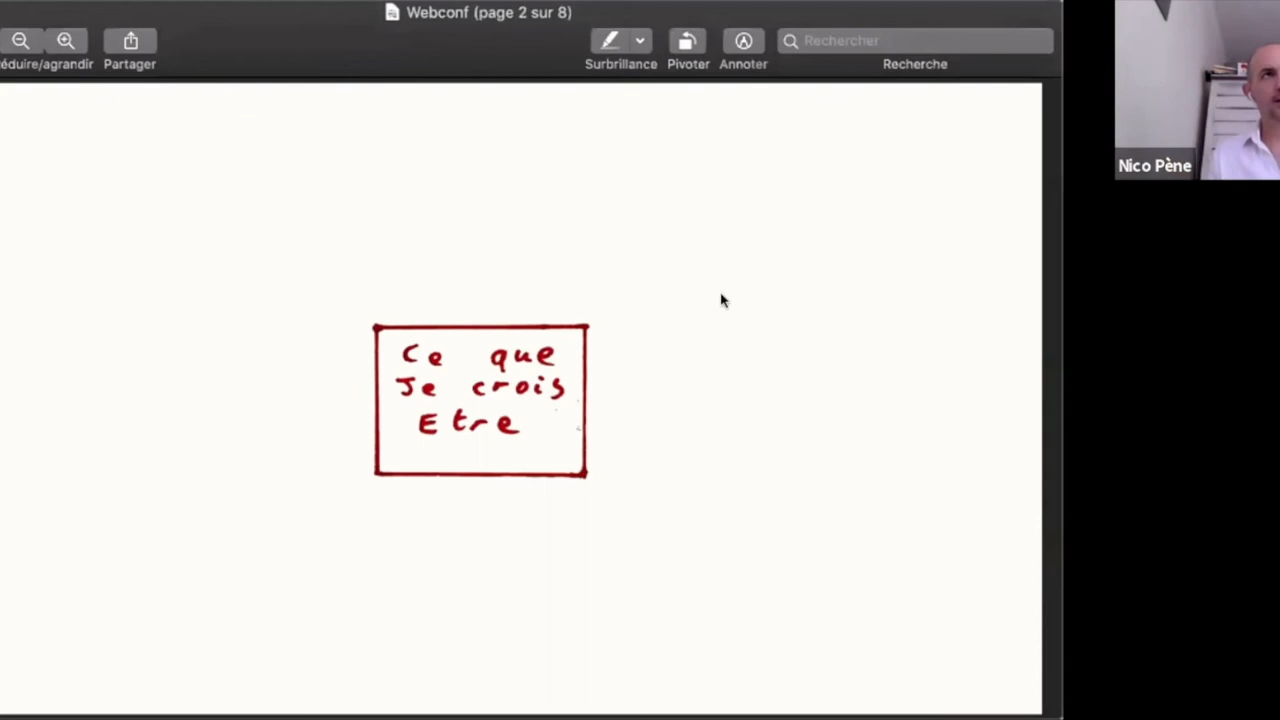 Webconf (page 2 sur 8)
Rechercher
éduire/agrandir
Partager
Surbrillance
Pivoter
Annoter
Recherche
Nico Pène
Ce que
Je crois
Etre